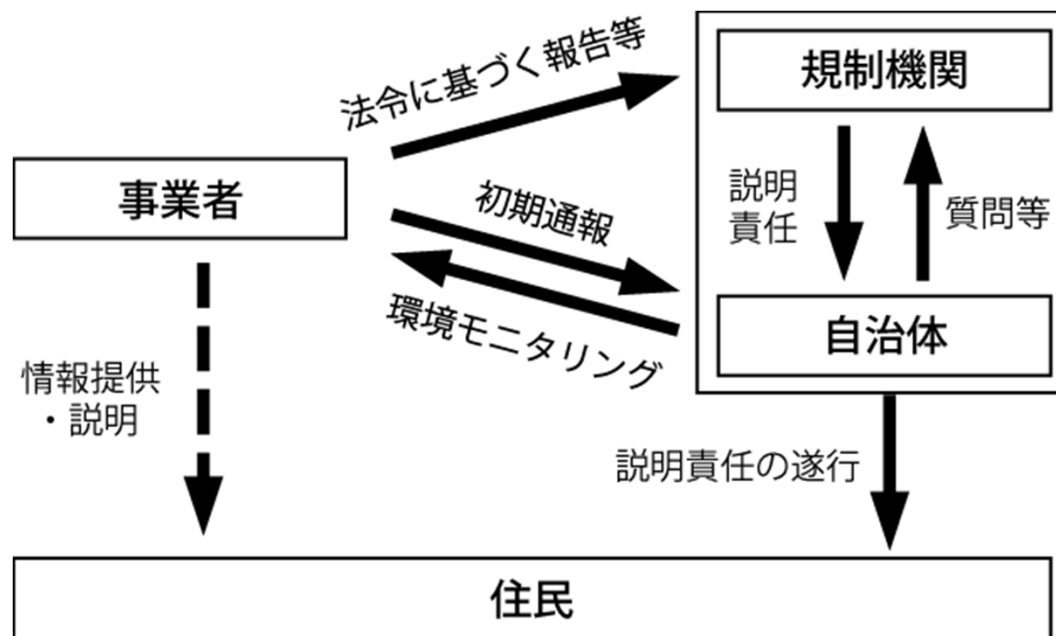 法令に基づく報告等
規制機関
事業者
初期通報
説明
責任
質問等
環境モニタリング
自治体
情報提供
・説明
説明責任の遂行
住民